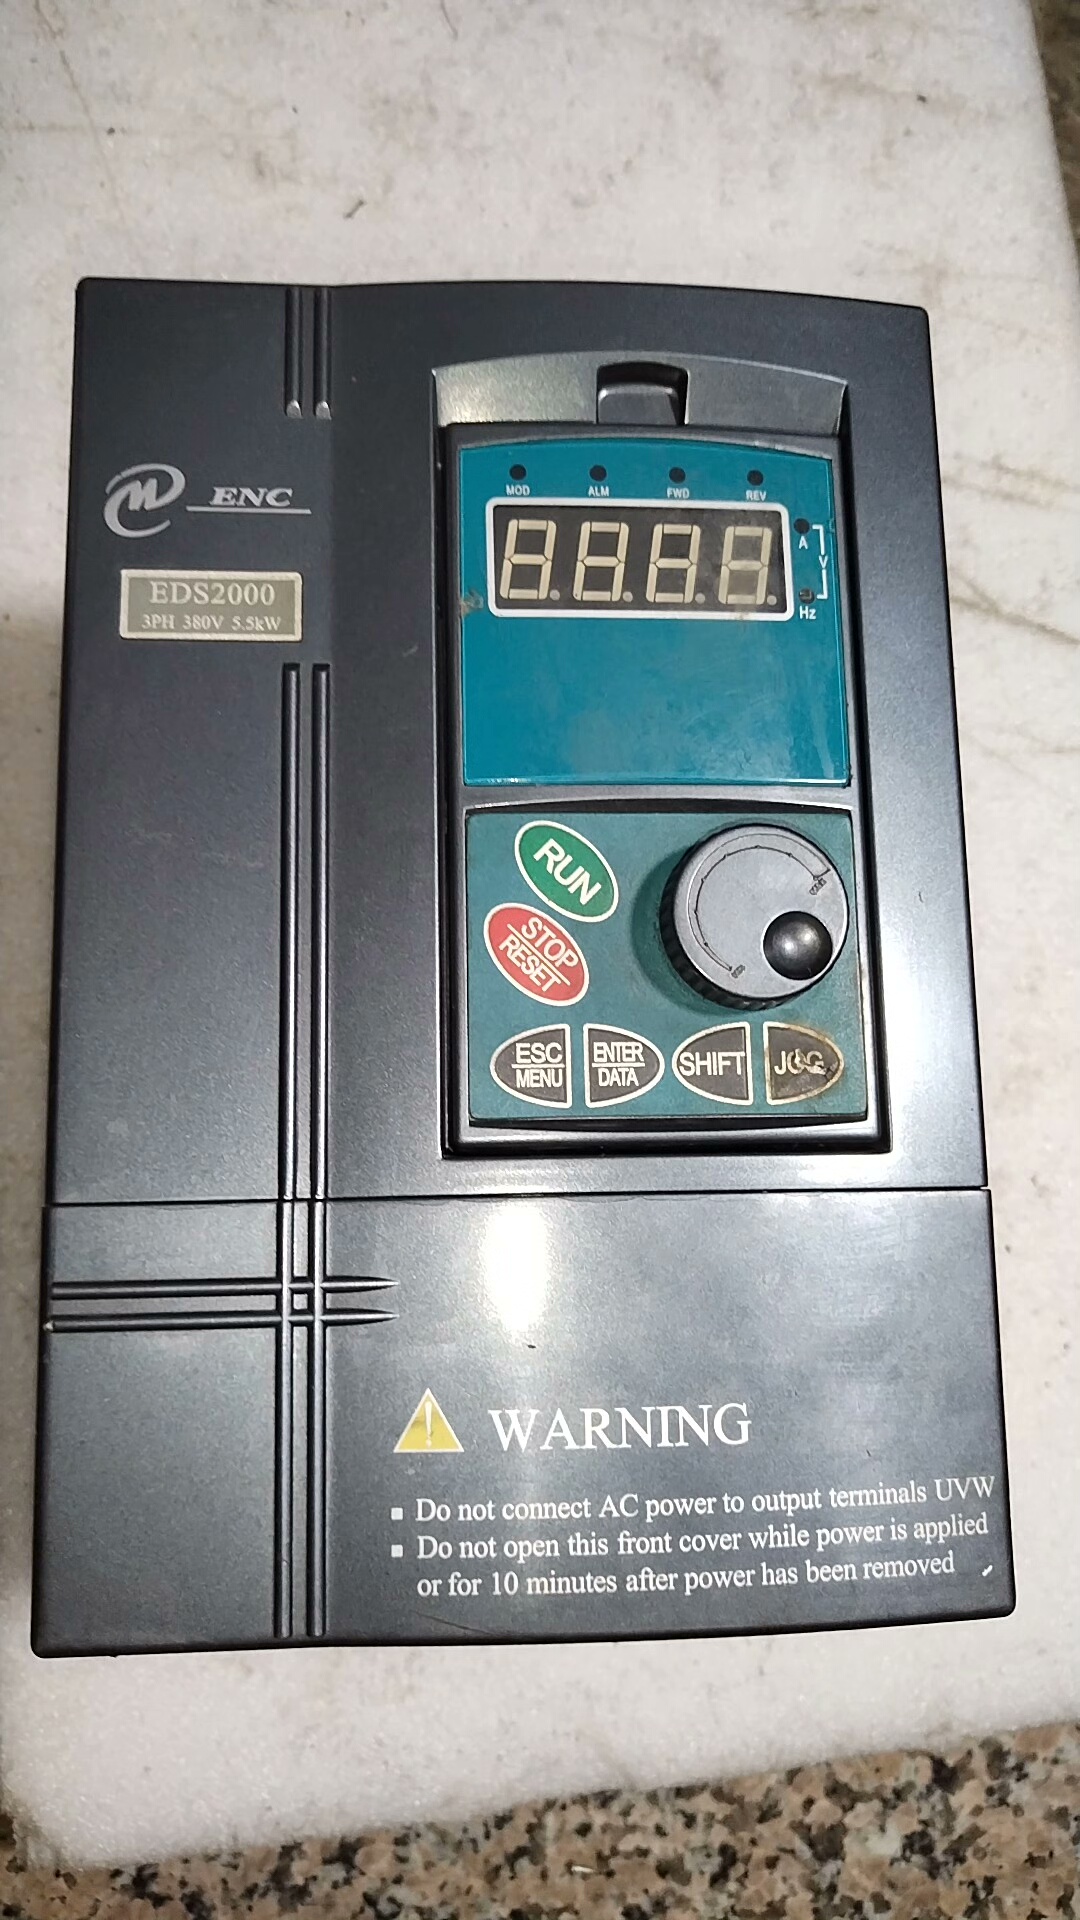 MOD ALM FWD REV
A
V
Hz
ENC
EDS2000
3PH 380V 5.5kW
RUN
STOP
RESET
ESC
MENU
ENTER
DATA
SHIFT
JOG
WARNING
Do not connect AC power to output terminals UVW
Do not open this front cover while power is applied
or for 10 minutes after power has been removed